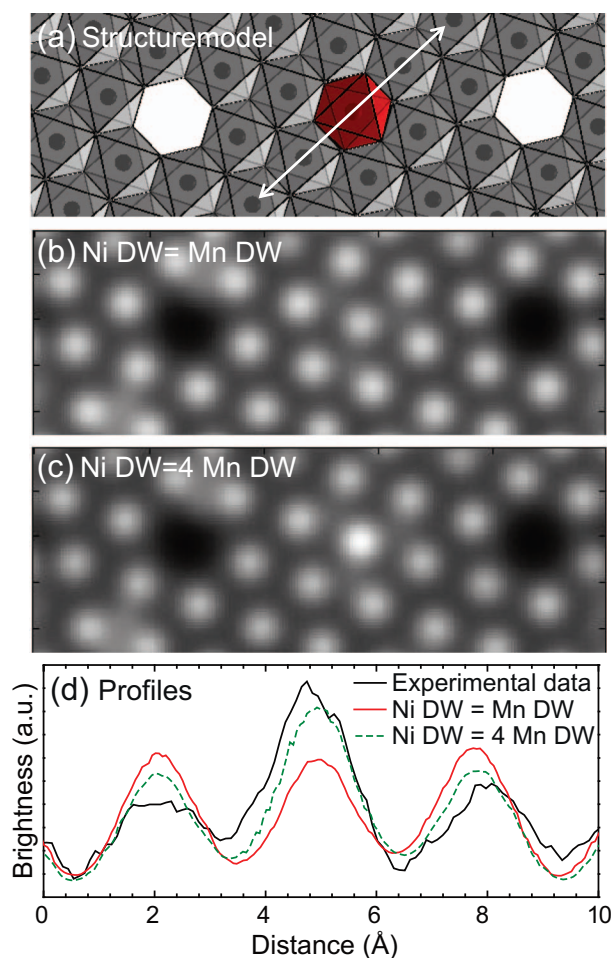 (a) Structuremodel
(b) Ni DW= Mn DW
(c) Ni DW=4 Mn DW
(d) Profiles
Experimental data
Ni DW = Mn DW
Ni DW = 4 Mn DW
Brightness (a.u.)
0 2 4 6 8 10
Distance (Å)